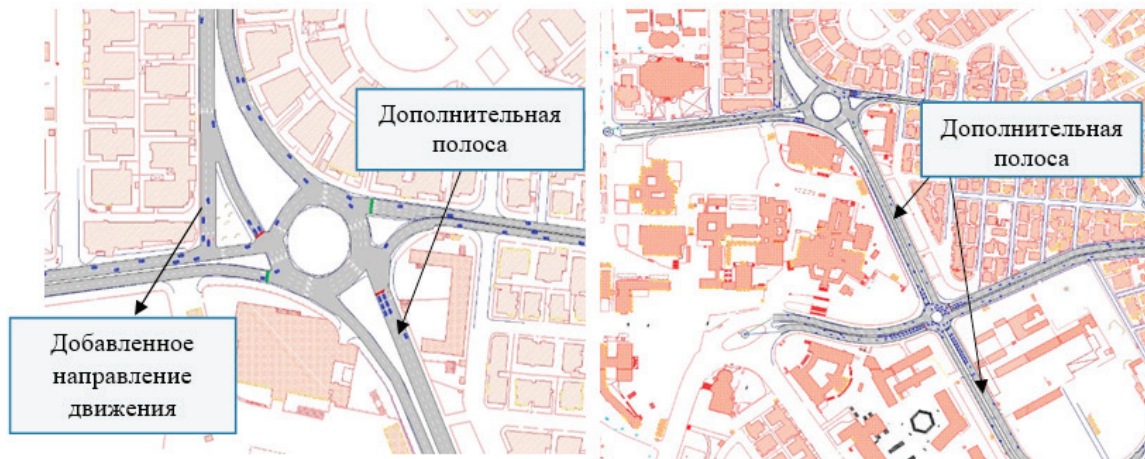 Дополнительная
полоса
Добавленное
направление
движения
Дополнительная
полоса